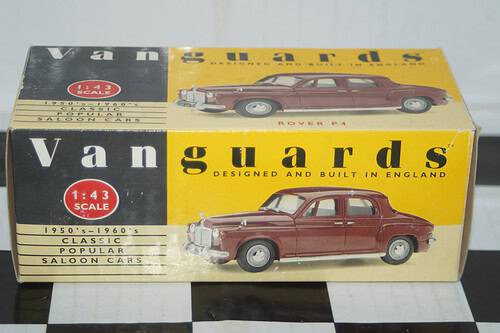 Vanguards
DESIGNED AND BUILT IN ENGLAND
1:43
SCALE
1950's-1960's
CLASSIC
POPULAR
SALOON CARS
ROVER P4
Vanguards
DESIGNED AND BUILT IN ENGLAND
1:43
SCALE
1950's-1960's
CLASSIC
POPULAR
SALOON CARS